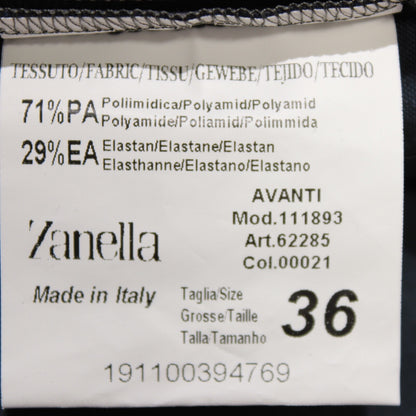 TESSUTO/FABRIC/TISSU/GEWEBE/TEJIDO/TECIDO
71%PA Poliimidica/Polyamid/Polyamid
Polyamide/Poliamid/Polimmida
29%EA Elastan/Elastane/Elastan
Elasthanne/Elastano/Elastano
AVANTI
Mod.111893
Art.62285
Col.00021
Zanella
Made in Italy
Taglia/Size
Grosse/Taille
Talla/Tamanho
36
191100394769